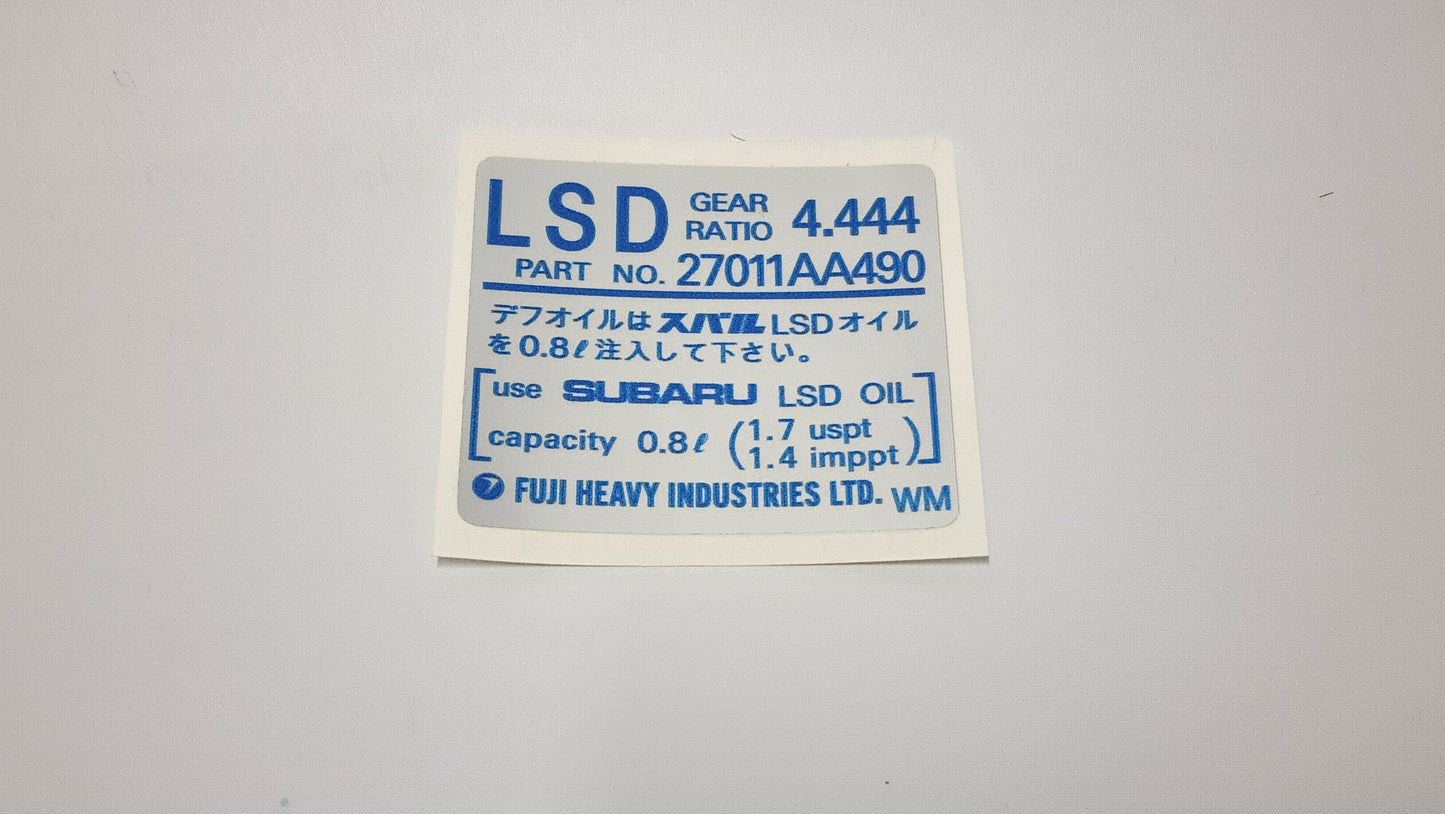 LSD GEAR RATIO 4.444
PART NO. 27011AA490
デフオイルはスバルLSDオイル
を0.8ℓ注入して下さい。
use SUBARU LSD OIL
capacity 0.8ℓ (1.7 uspt
1.4 imppt)
FUJI HEAVY INDUSTRIES LTD. WM